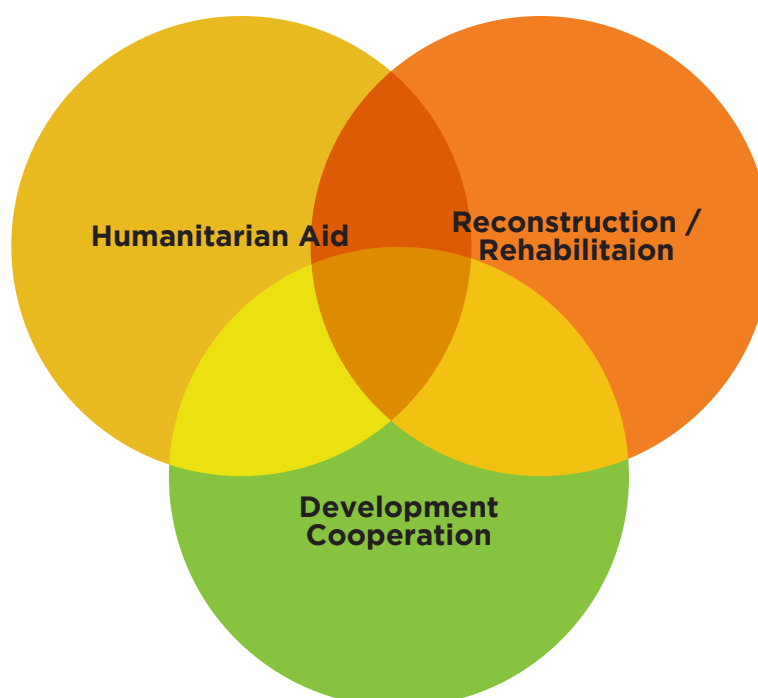 Humanitarian Aid
Reconstruction /
Rehabilitaion
Development
Cooperation